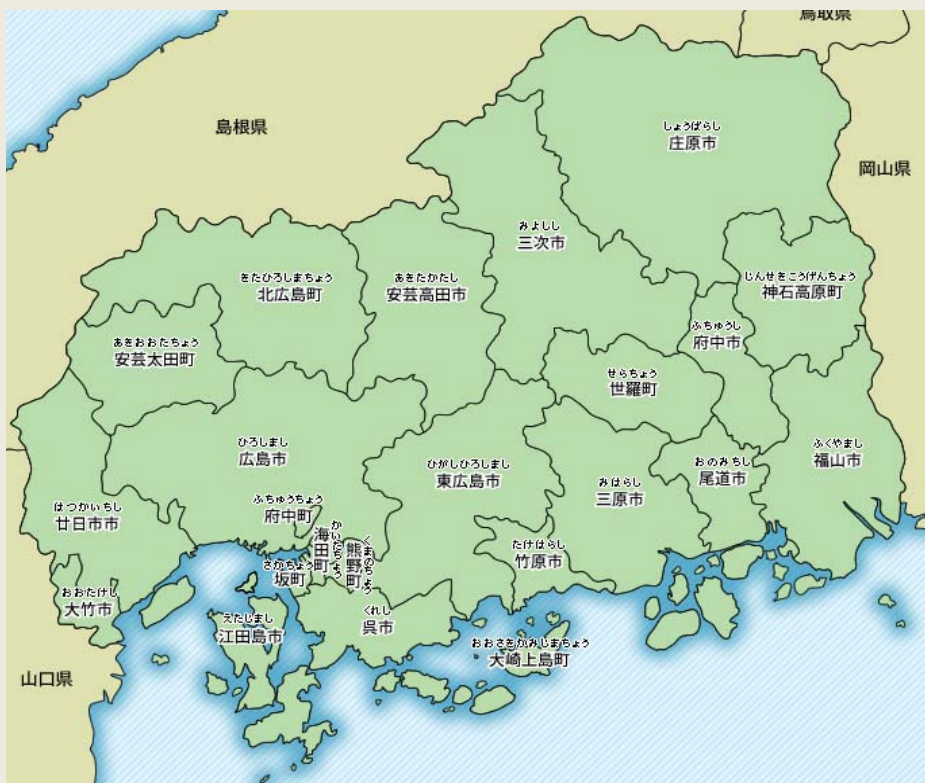 鳥取県
島根県
しょうばらし
庄原市
岡山県
みよしし
三次市
きたひろしまちょう
北広島町
あきたかたし
安芸高田市
じんせきこうげんちょう
神石高原町
ふちゅうし
府中市
あきおおたちょう
安芸太田町
せらちょう
世羅町
ひろしまし
広島市
ひがしひろしまし
東広島市
みはらし
三原市
おのみちし
尾道市
ふくやまし
福山市
はつかいちし
廿日市市
ふちゅうちょう
府中町
かいたちょう
海田町
くまのちょう
熊野町
さかちょう
坂町
たけはらし
竹原市
おおたけし
大竹市
えたじまし
江田島市
くれし
呉市
おおさきかみじまちょう
大崎上島町
山口県